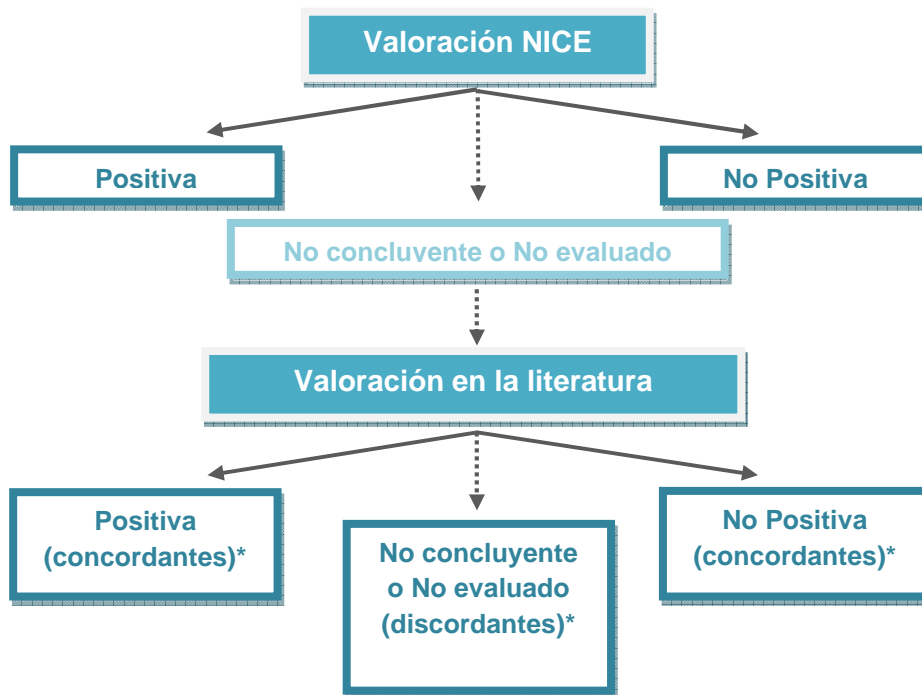 Valoración NICE
Positiva
No Positiva
No concluyente o No evaluado
Valoración en la literatura
Positiva
(concordantes)*
No concluyente
o No evaluado
(discordantes)*
No Positiva
(concordantes)*